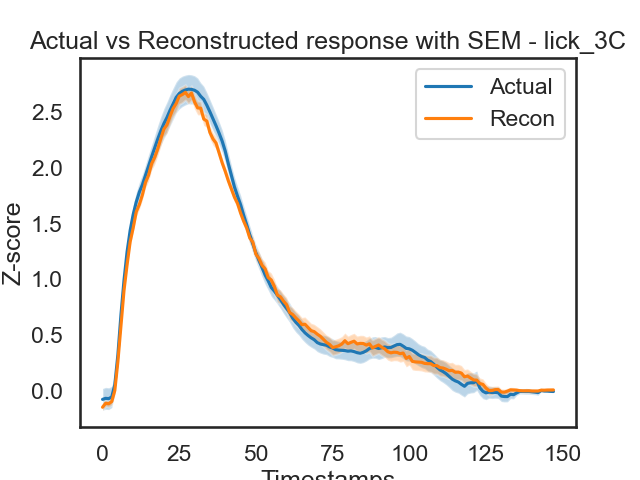 Actual vs Reconstructed response with SEM - lick_3C
Actual
Recon
Z-score
2.5
2.0
1.5
1.0
0.5
0.0
0 25 50 75 100 125 150
Timestamps